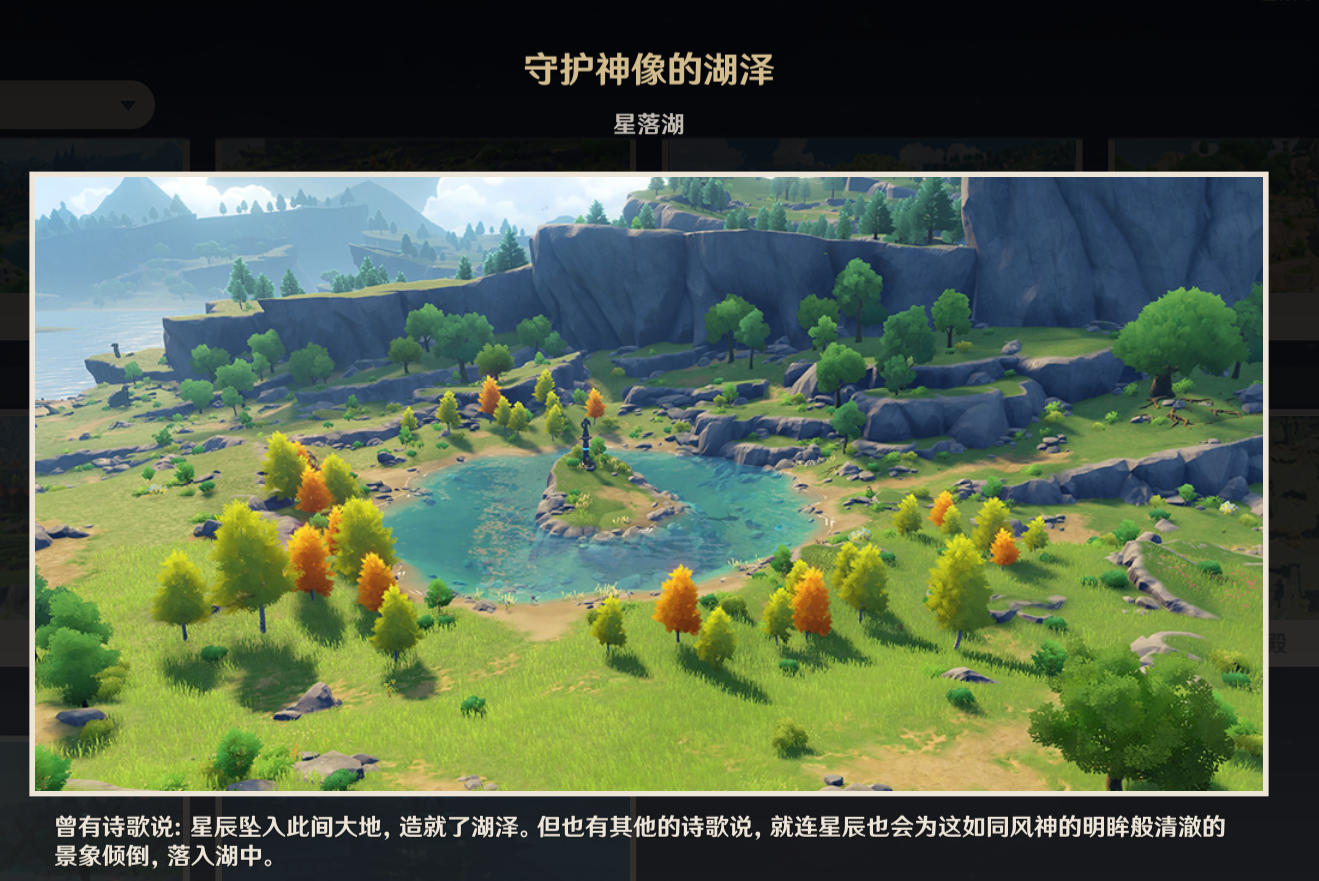 守护神像的湖泽
星落湖
曾有诗歌说: 星辰坠入此间大地, 造就了湖泽。但也有其他的诗歌说, 就连星辰也会为这如同风神的明眸般清澈的
景象倾倒, 落入湖中。